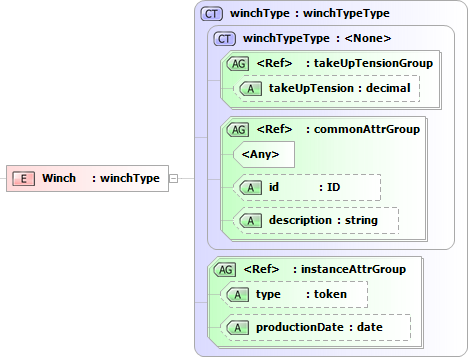 CT winchType : winchTypeType
CT winchTypeType : <None>
AG <Ref> : takeUpTensionGroup
A takeUpTension : decimal
AG <Ref> : commonAttrGroup
<Any>
A id : ID
A description : string
E Winch : winchType
AG <Ref> : instanceAttrGroup
A type : token
A productionDate : date